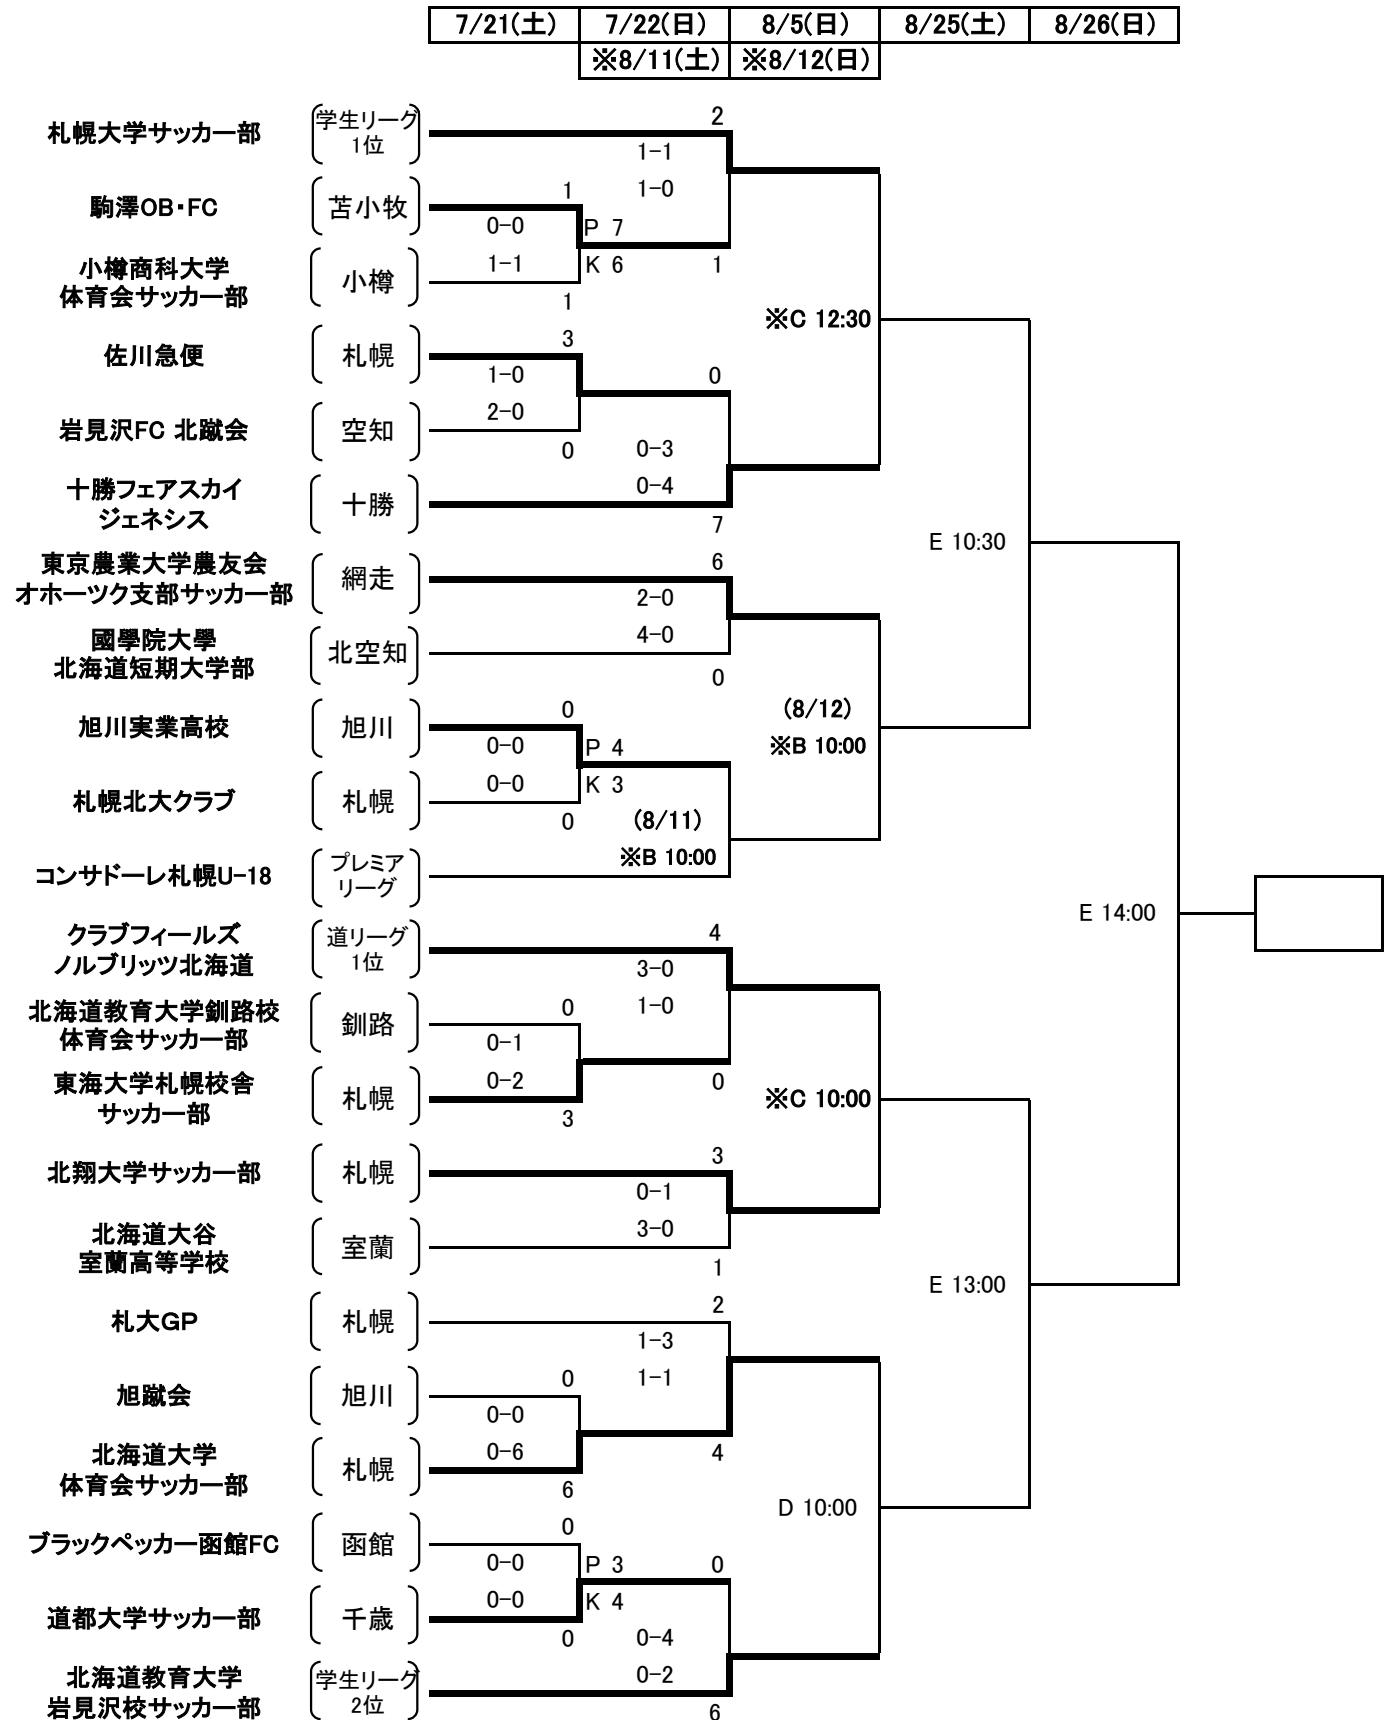 7/21(土) 7/22(日) 8/5(日) 8/25(土) 8/26(日)
※8/11(土) ※8/12(日)
札幌大学サッカー部
学生リーグ
1位
2
1-1
1-0
駒澤OB・FC
苫小牧
1
0-0
1-1
P 7
K 6
1
小樽商科大学
体育会サッカー部
小樽
1
※C 12:30
佐川急便
札幌
3
1-0
2-0
0
岩見沢FC 北蹴会
空知
0
0-3
0-4
十勝フェアスカイ
ジェネシス
十勝
7
E 10:30
東京農業大学農友会
オホーツク支部サッカー部
網走
6
2-0
4-0
國學院大學
北海道短期大学部
北空知
0
(8/12)
※B 10:00
旭川実業高校
旭川
0
0-0
0-0
P 4
K 3
札幌北大クラブ
札幌
0
(8/11)
※B 10:00
コンサドーレ札幌U-18
プレミア
リーグ
E 14:00
クラブフィールズ
ノルブリッツ北海道
道リーグ
1位
4
3-0
1-0
北海道教育大学釧路校
体育会サッカー部
釧路
0
0-1
0-2
0
東海大学札幌校舎
サッカー部
札幌
3
※C 10:00
北翔大学サッカー部
札幌
3
0-1
3-0
北海道大谷
室蘭高等学校
室蘭
1
E 13:00
札大GP
札幌
2
1-3
1-1
旭蹴会
旭川
0
0-0
0-6
北海道大学
体育会サッカー部
札幌
6
4
D 10:00
ブラックペッカー函館FC
函館
0
0-0
0-0
P 3
K 4
0
道都大学サッカー部
千歳
0
0-4
0-2
北海道教育大学
岩見沢校サッカー部
学生リーグ
2位
6